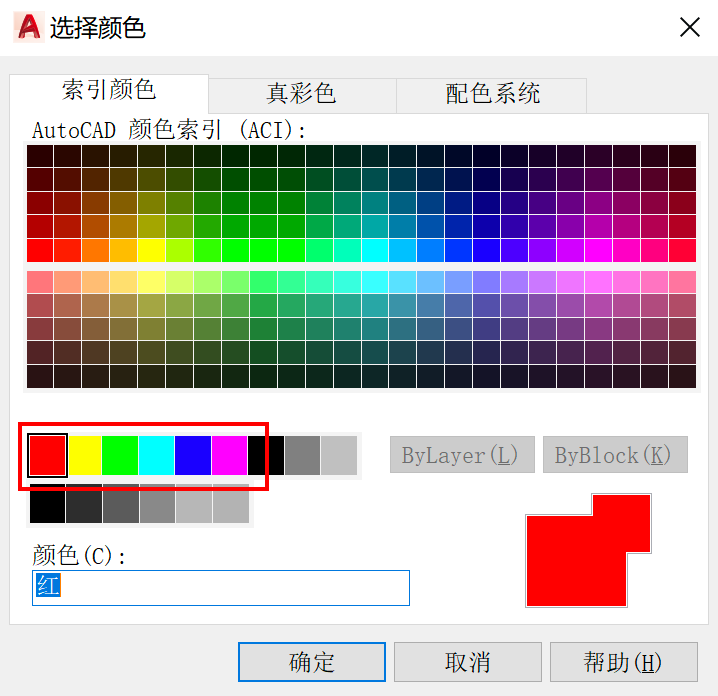 选择颜色
索引颜色 真彩色 配色系统
AutoCAD 颜色索引 (ACI):
ByLayer(L) ByBlock(K)
颜色(C):
红
确定 取消 帮助(H)